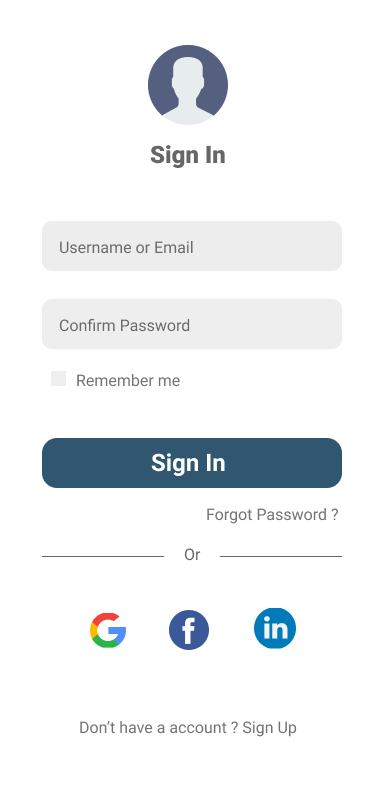 Sign In
Username or Email
Confirm Password
Remember me
Sign In
Forgot Password ?
Or
G f in
Don’t have a account ? Sign Up